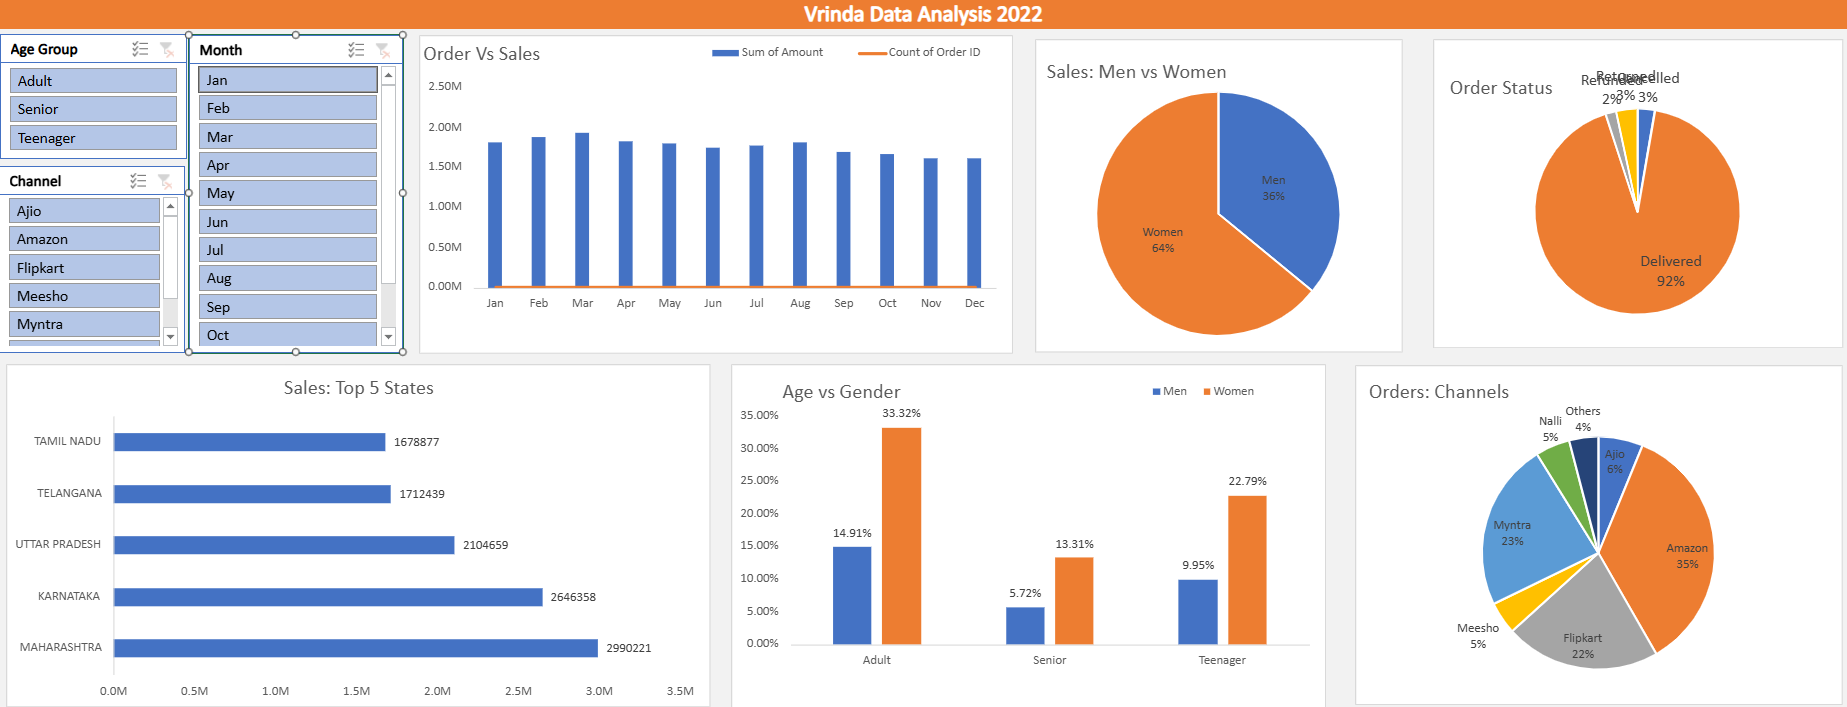 Vrinda Data Analysis 2022
Age Group
Adult
Senior
Teenager
Channel
Ajio
Amazon
Flipkart
Meesho
Myntra
Month
Jan
Feb
Mar
Apr
May
Jun
Jul
Aug
Sep
Oct
Order Vs Sales
Sum of Amount
Count of Order ID
2.50M
2.00M
1.50M
1.00M
0.50M
0.00M
Jan Feb Mar Apr May Jun Jul Aug Sep Oct Nov Dec
Sales: Men vs Women
Men
36%
Women
64%
Order Status
Refunded
2%
Returned
3%
Cancelled
3%
Delivered
92%
Sales: Top 5 States
TAMIL NADU 1678877
TELANGANA 1712439
UTTAR PRADESH 2104659
KARNATAKA 2646358
MAHARASHTRA 2990221
0.0M 0.5M 1.0M 1.5M 2.0M 2.5M 3.0M 3.5M
Age vs Gender
Men Women
35.00%
30.00%
25.00%
20.00%
15.00%
10.00%
5.00%
0.00%
14.91%
33.32%
5.72%
13.31%
9.95%
22.79%
Adult Senior Teenager
Orders: Channels
Others
4%
Nalli
5%
Ajio
6%
Myntra
23%
Amazon
35%
Meesho
5%
Flipkart
22%